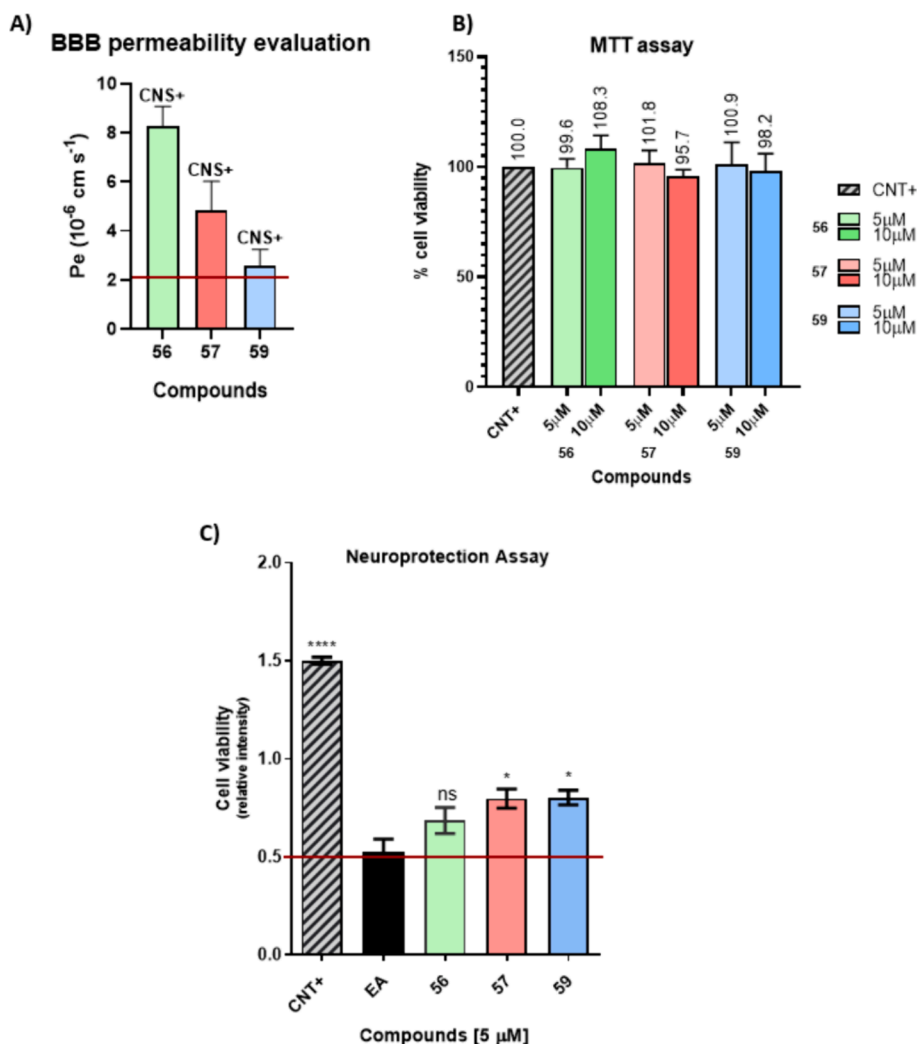 A)
BBB permeability evaluation
Pe (10⁻⁶ cm s⁻¹)
10
8
6
4
2
0
CNS+
CNS+
CNS+
56 57 59
Compounds
B)
MTT assay
% cell viability
150
100
50
0
100.0
99.6
108.3
101.8
95.7
100.9
98.2
CNT+
5μM
10μM
5μM
10μM
5μM
10μM
56 57 59
Compounds
CNT+
56
5μM
10μM
57
5μM
10μM
59
5μM
10μM
C)
Neuroprotection Assay
Cell viability
(relative intensity)
2.0
1.5
1.0
0.5
0.0
****
ns
*
*
CNT+
EA
56
57
59
Compounds [5 μM]